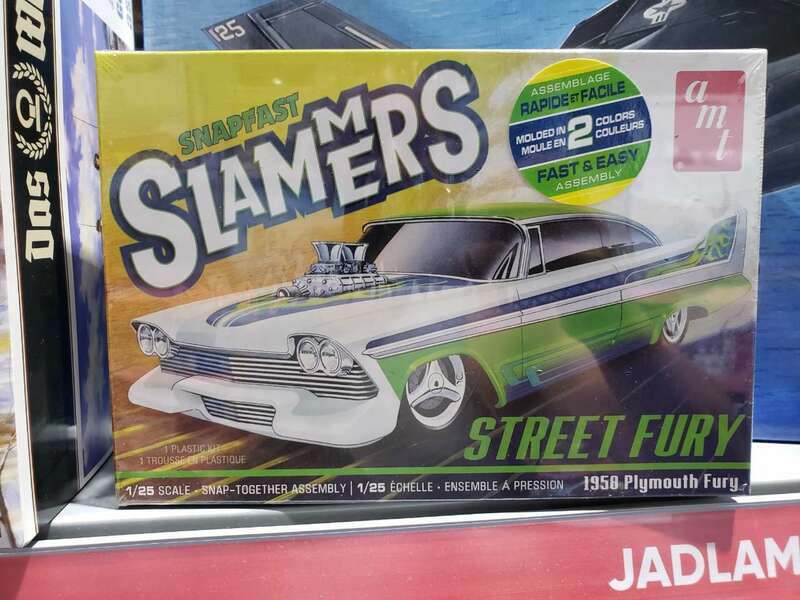 125
SNAPFAST
SLAMMERS
ASSEMBLAGE
RAPIDE ET FACILE
MOLDED IN 2 COLORS
MOULE EN COULEURS
FAST & EASY
ASSEMBLY
amt
Das
STREET FURY
1 PLASTIC KIT
1 TROUSSE EN PLASTIQUE
1/25 SCALE · SNAP-TOGETHER ASSEMBLY | 1/25 ÉCHELLE · ENSEMBLE À PRESSION
1958 Plymouth Fury
JADLAM